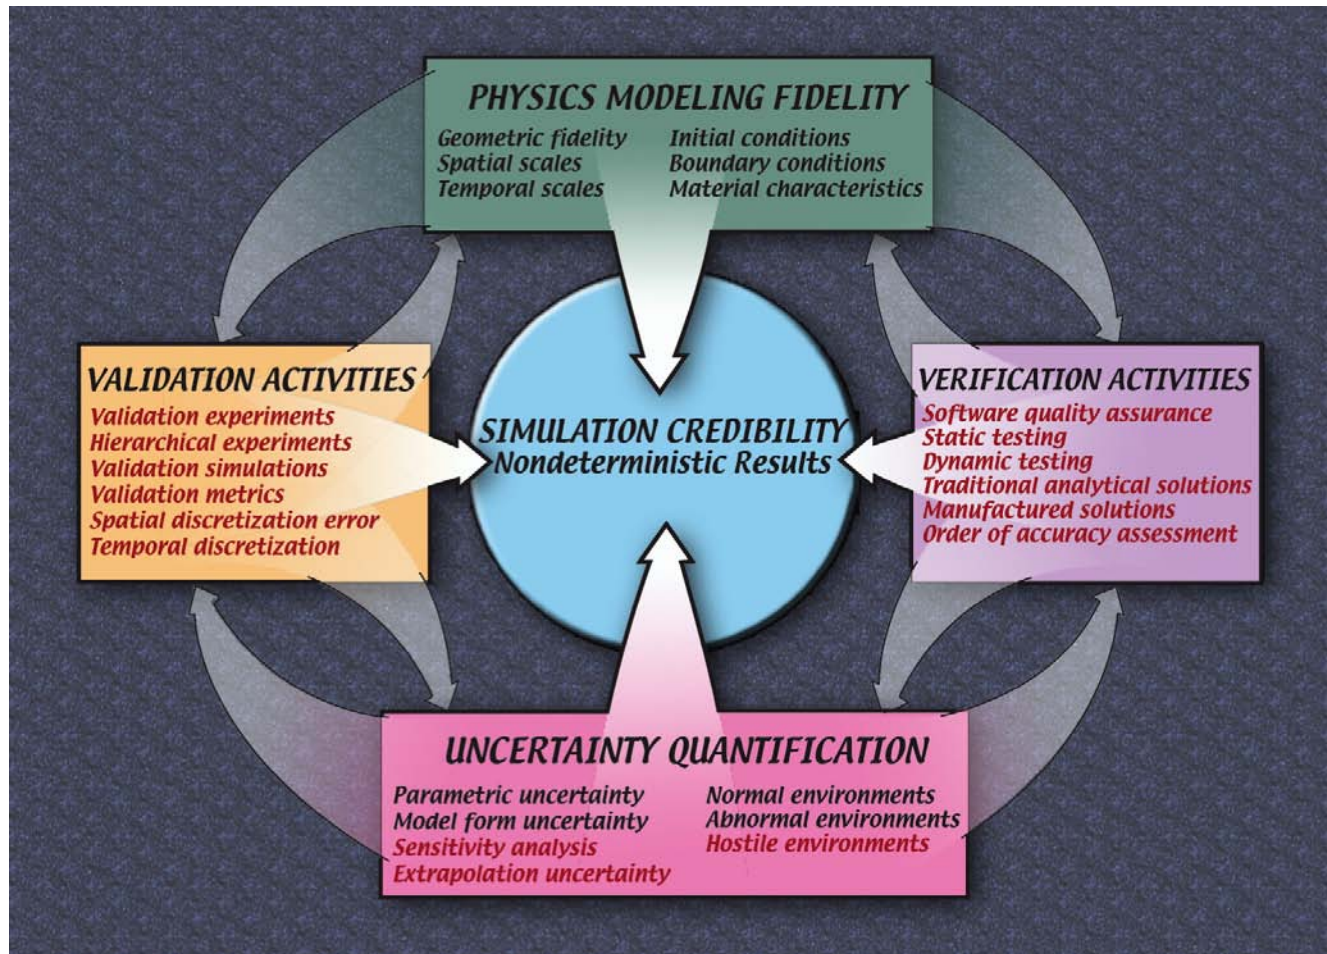 PHYSICS MODELING FIDELITY
Geometric fidelity
Spatial scales
Temporal scales
Initial conditions
Boundary conditions
Material characteristics
VALIDATION ACTIVITIES
Validation experiments
Hierarchical experiments
Validation simulations
Validation metrics
Spatial discretization error
Temporal discretization
SIMULATION CREDIBILITY
Nondeterministic Results
VERIFICATION ACTIVITIES
Software quality assurance
Static testing
Dynamic testing
Traditional analytical solutions
Manufactured solutions
Order of accuracy assessment
UNCERTAINTY QUANTIFICATION
Parametric uncertainty
Model form uncertainty
Sensitivity analysis
Extrapolation uncertainty
Normal environments
Abnormal environments
Hostile environments